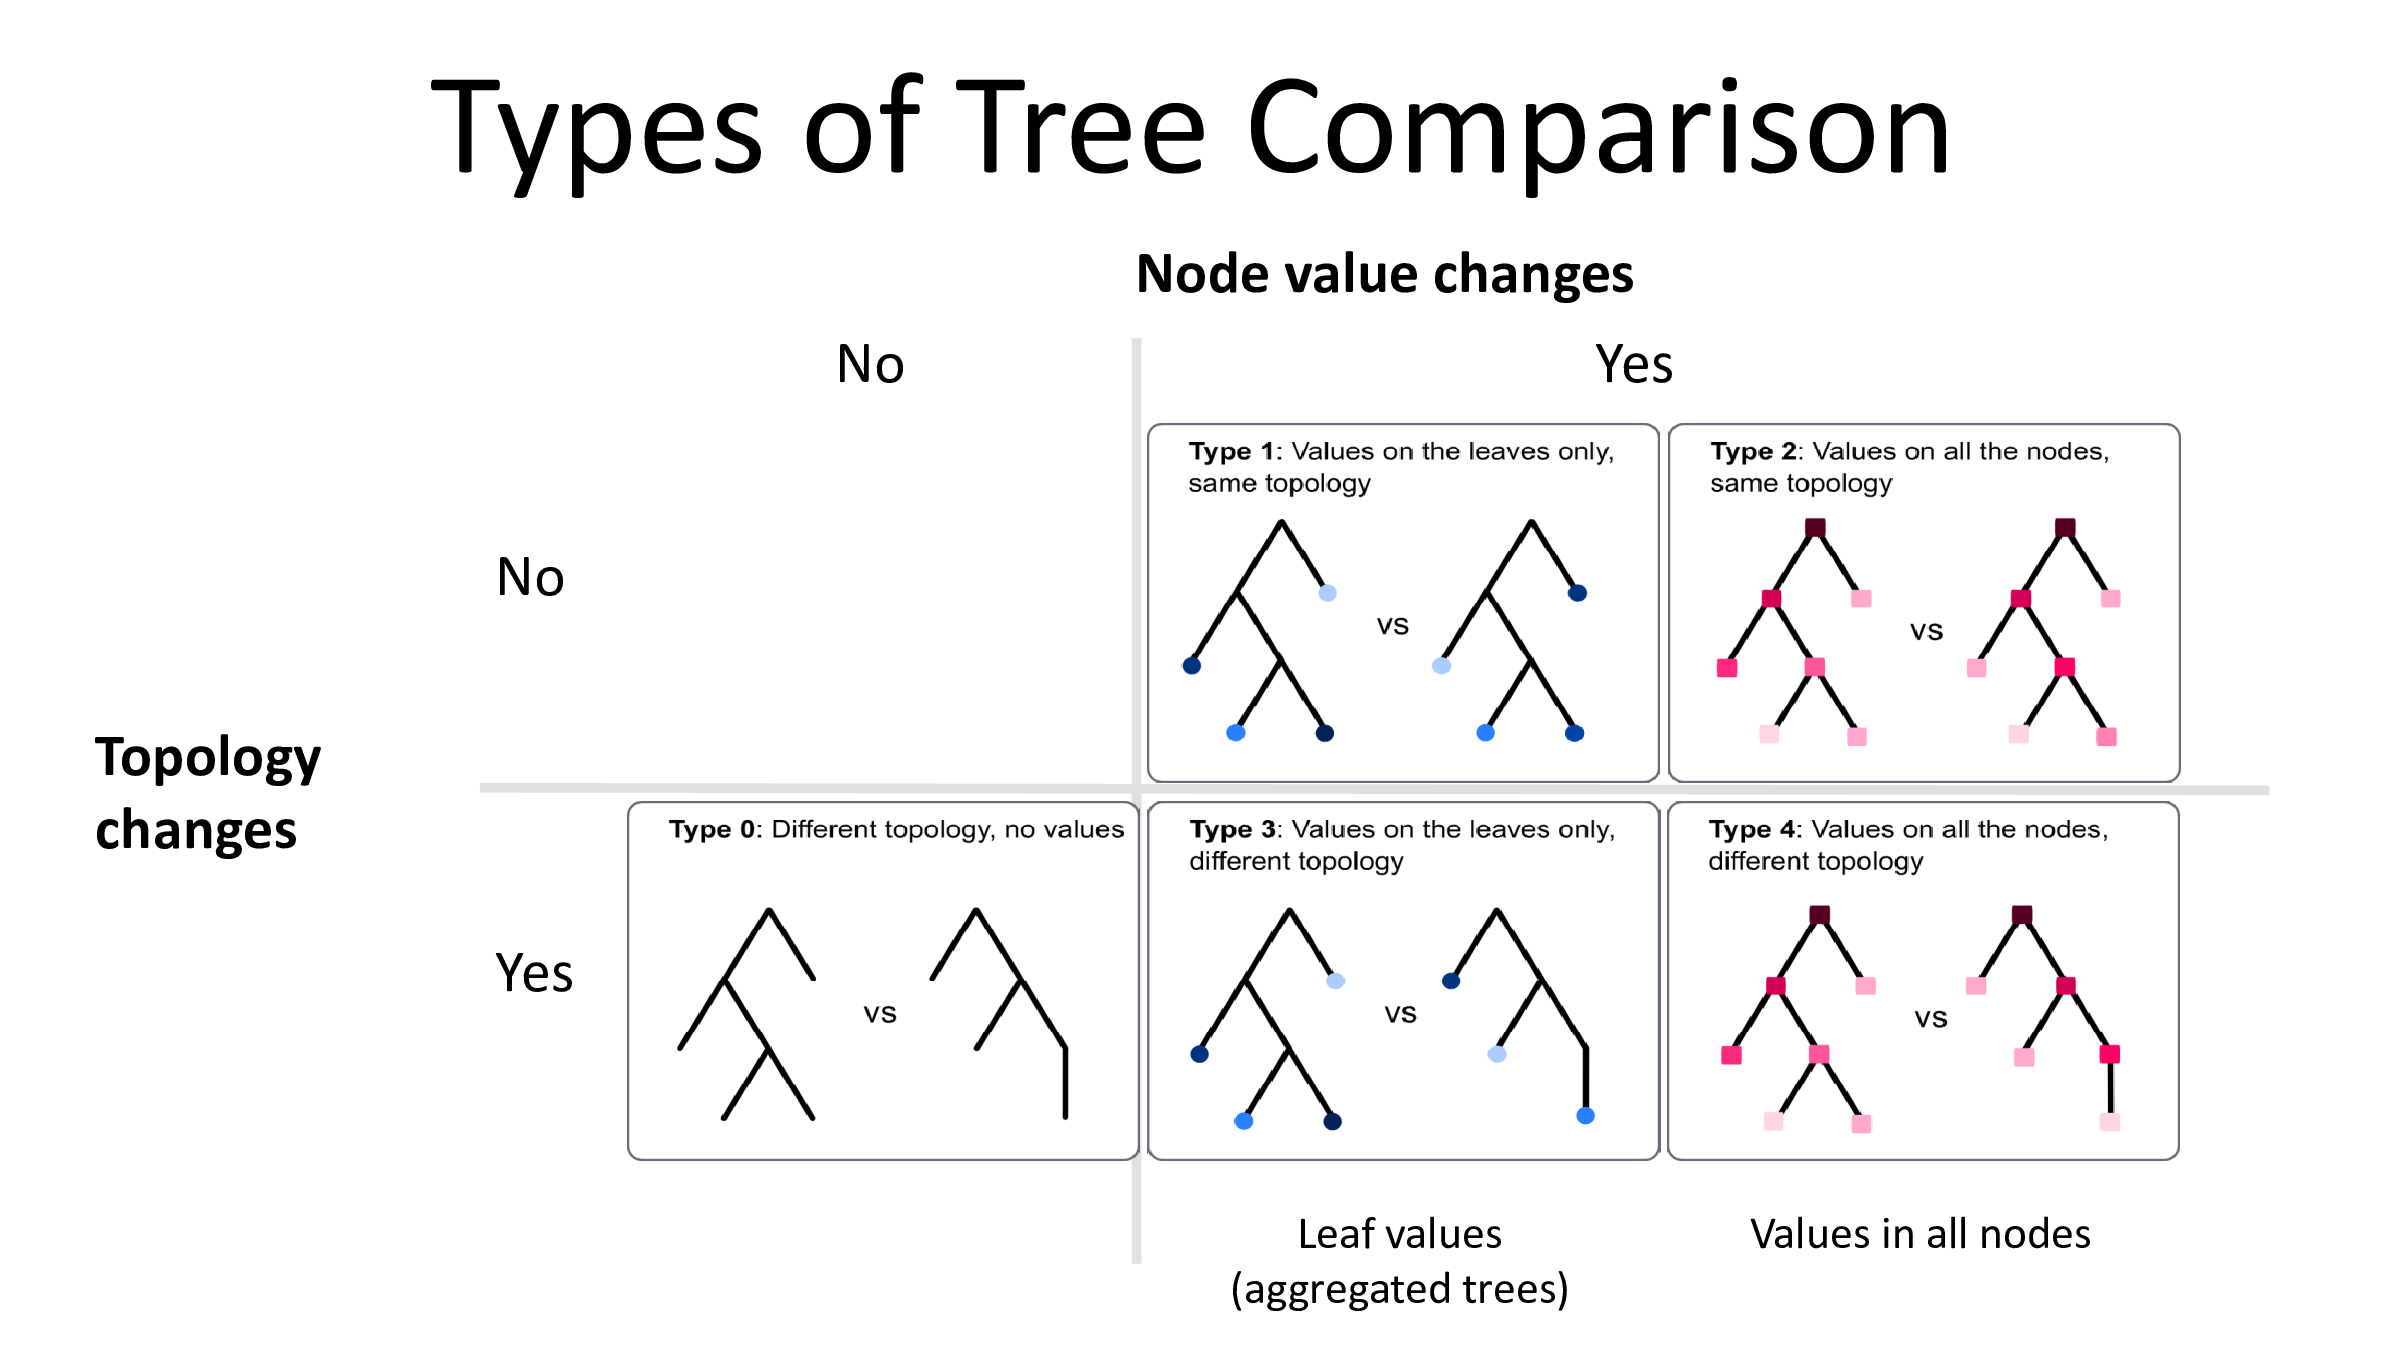 Types of Tree Comparison
Node value changes
No
Yes
Type 1: Values on the leaves only,
same topology
vs
Type 2: Values on all the nodes,
same topology
vs
No
Topology
changes
Yes
Type 0: Different topology, no values
vs
Type 3: Values on the leaves only,
different topology
vs
Type 4: Values on all the nodes,
different topology
vs
Leaf values
(aggregated trees)
Values in all nodes